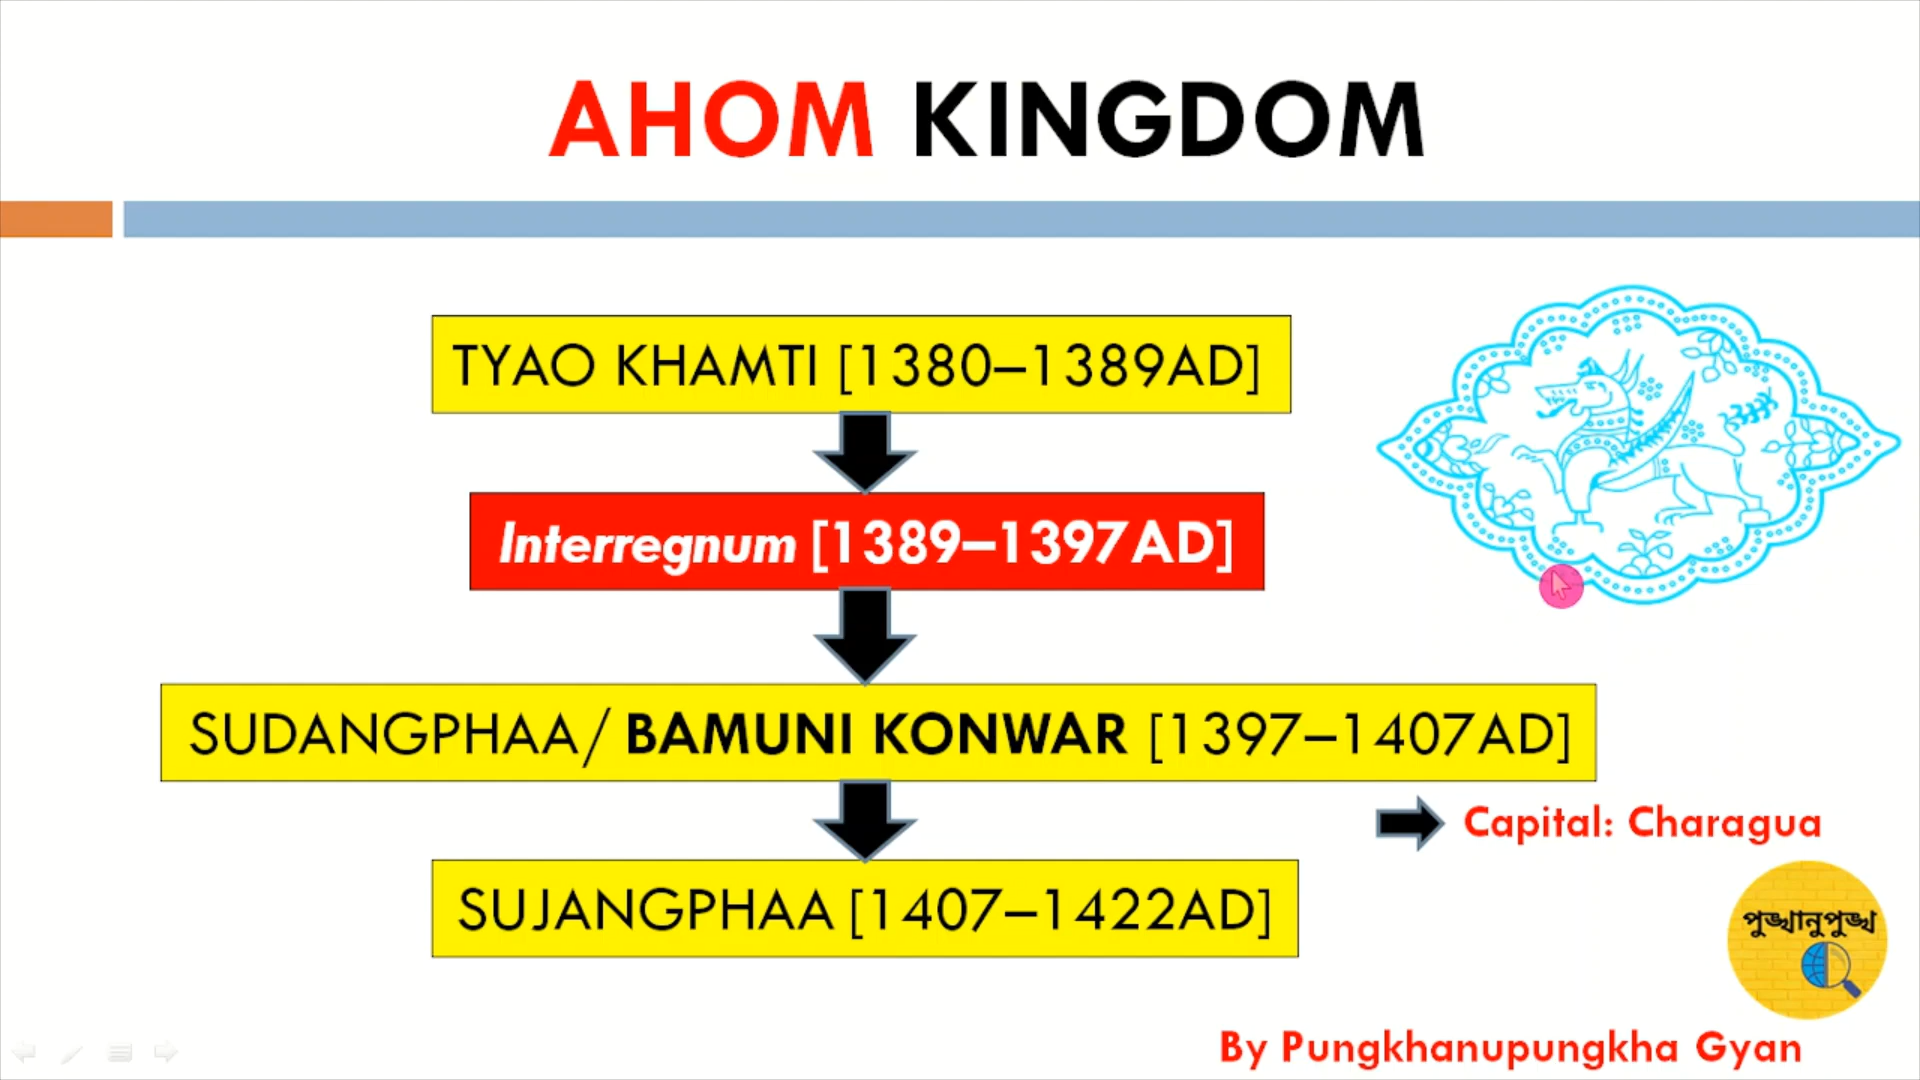 AHOM KINGDOM
TYAO KHAMTI [1380–1389AD]
Interregnum [1389–1397AD]
SUDANGPHAA/ BAMUNI KONWAR [1397–1407AD]
Capital: Charagua
SUJANGPHAA [1407–1422AD]
পুঙ্খানুপুঙ্খ
By Pungkhanupungkha Gyan